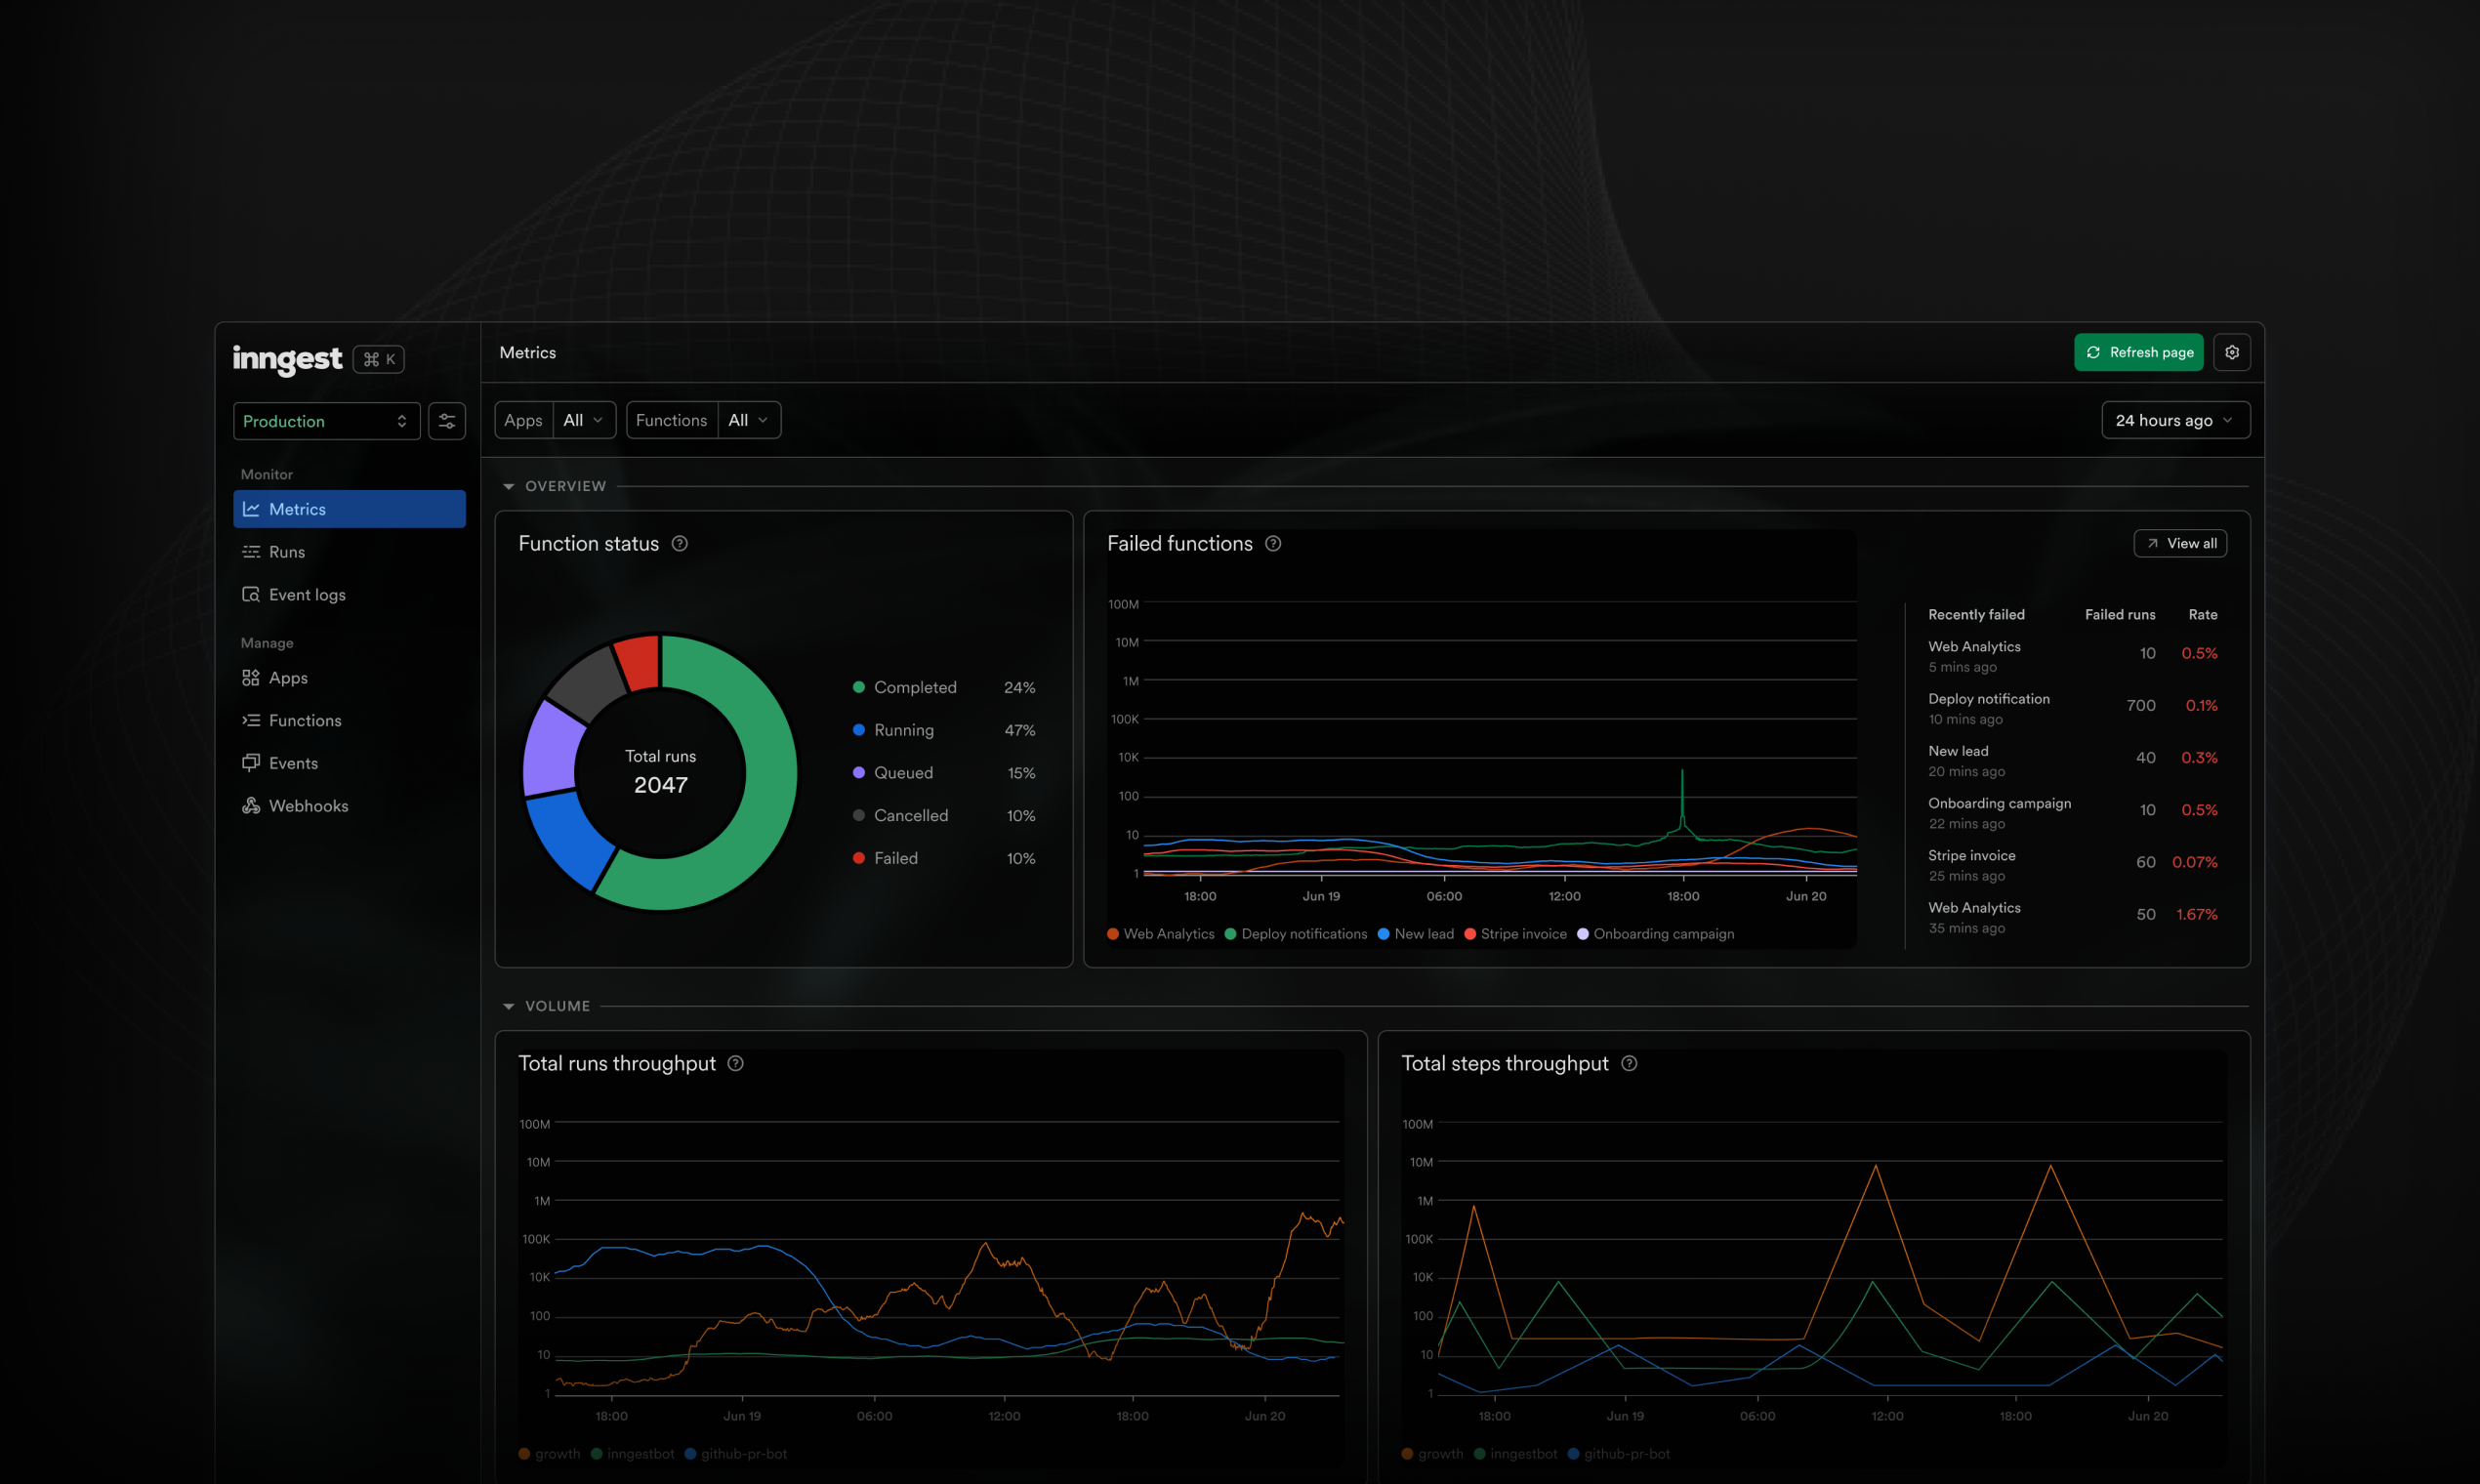 inngest ⌘ K
Production
Monitor
Metrics
Runs
Event logs
Manage
Apps
Functions
Events
Webhooks
Metrics
Refresh page
Apps All
Functions All
24 hours ago
OVERVIEW
Function status
Total runs
2047
Completed 24%
Running 47%
Queued 15%
Cancelled 10%
Failed 10%
Failed functions
View all
100M
10M
1M
100K
10K
100
10
1
18:00 Jun 19 06:00 12:00 18:00 Jun 20
Web Analytics Deploy notifications New lead Stripe invoice Onboarding campaign
Recently failed Failed runs Rate
Web Analytics 10 0.5%
5 mins ago
Deploy notification 700 0.1%
10 mins ago
New lead 40 0.3%
20 mins ago
Onboarding campaign 10 0.5%
22 mins ago
Stripe invoice 60 0.07%
25 mins ago
Web Analytics 50 1.67%
35 mins ago
VOLUME
Total runs throughput
100M
10M
1M
100K
10K
100
10
1
18:00 Jun 19 06:00 12:00 18:00 Jun 20
growth inngestbot github-pr-bot
Total steps throughput
100M
10M
1M
100K
10K
100
10
1
18:00 Jun 19 06:00 12:00 18:00 Jun 20
growth inngestbot github-pr-bot